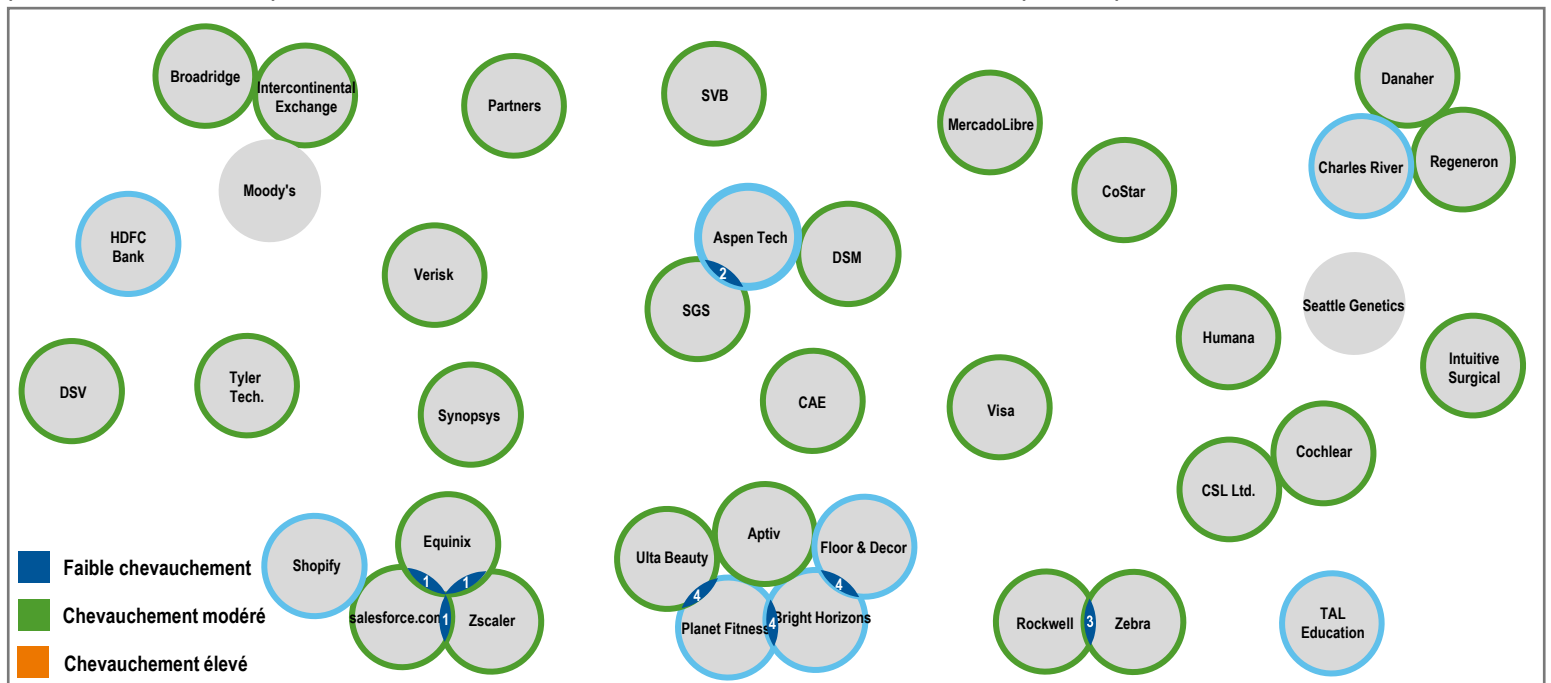 Broadridge
Intercontinental
Exchange
Partners
SVB
MercadoLibre
Danaher
CoStar
Charles River
Regeneron
Moody's
HDFC
Bank
Verisk
Aspen Tech
2
DSM
SGS
Seattle Genetics
Humana
Intuitive
Surgical
DSV
Tyler
Tech.
Synopsys
CAE
Visa
Cochlear
CSL Ltd.
Equinix
Shopify
1
1
salesforce.com
1
Zscaler
Aptiv
Ulta Beauty
Floor & Decor
4
4
Planet Fitness
4
Bright Horizons
Rockwell
3
Zebra
TAL
Education
Faible chevauchement
Chevauchement modéré
Chevauchement élevé